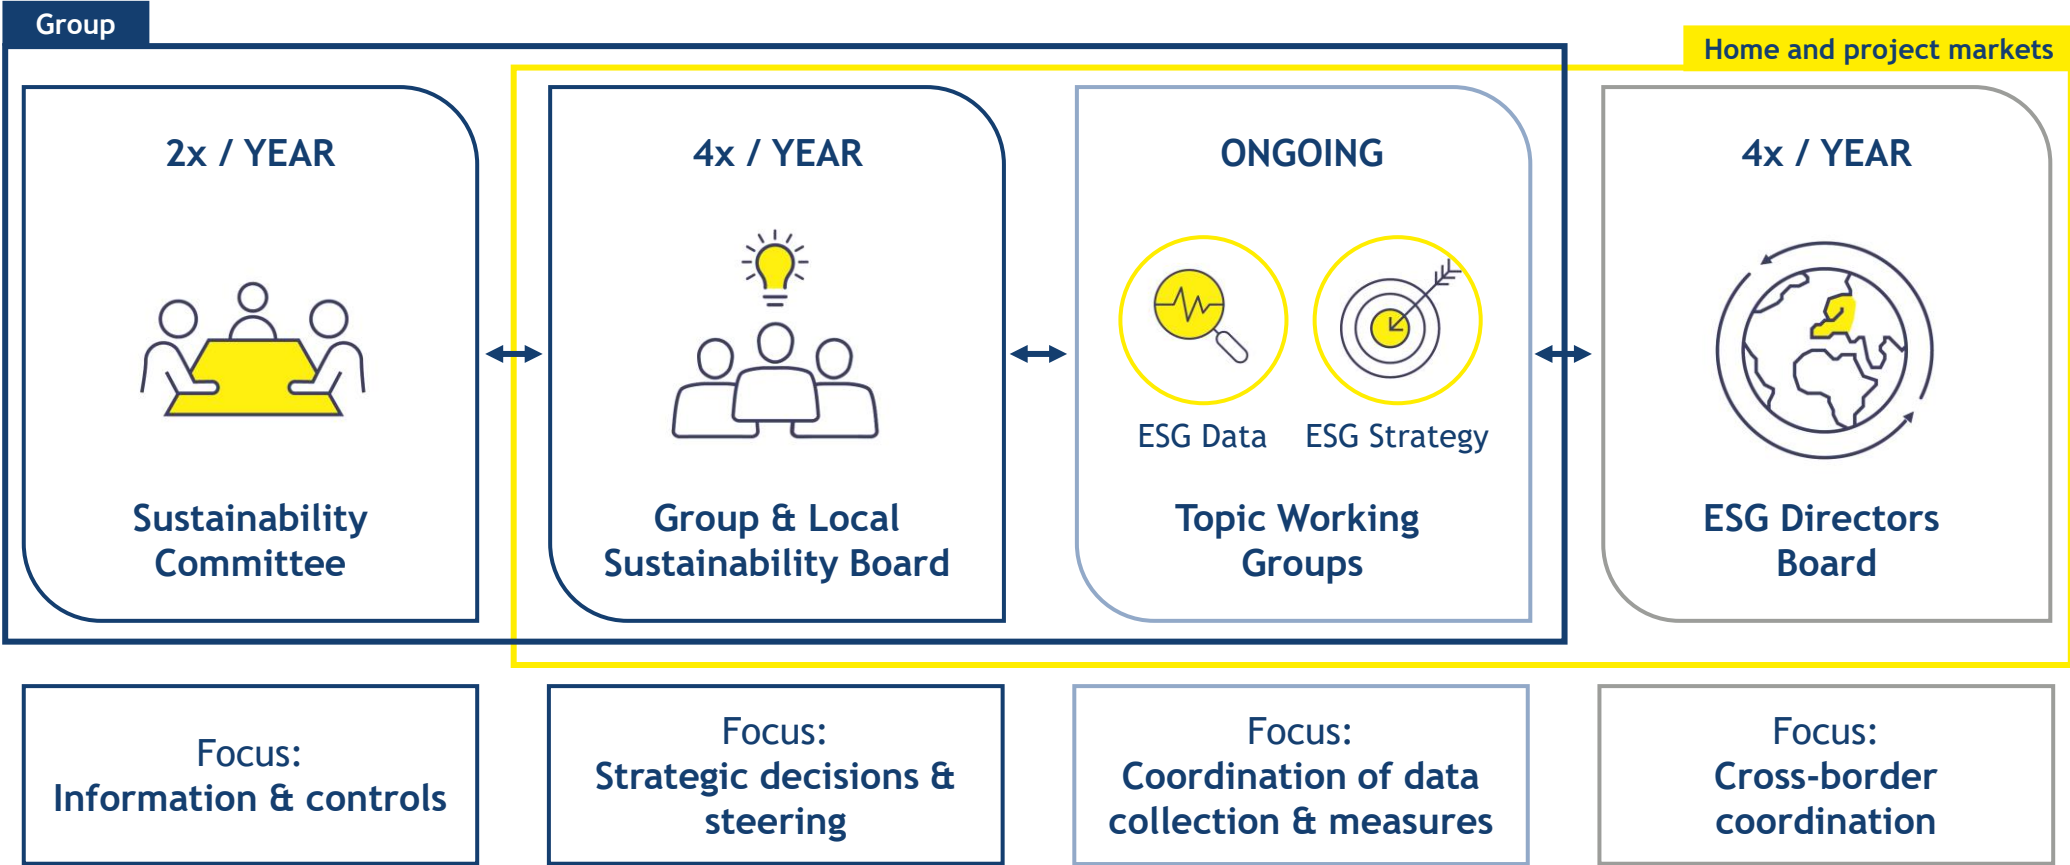 Group
Home and project markets
2x / YEAR
Sustainability
Committee
4x / YEAR
Group & Local
Sustainability Board
ONGOING
ESG Data
ESG Strategy
Topic Working
Groups
4x / YEAR
ESG Directors
Board
Focus:
Information & controls
Focus:
Strategic decisions &
steering
Focus:
Coordination of data
collection & measures
Focus:
Cross-border
coordination